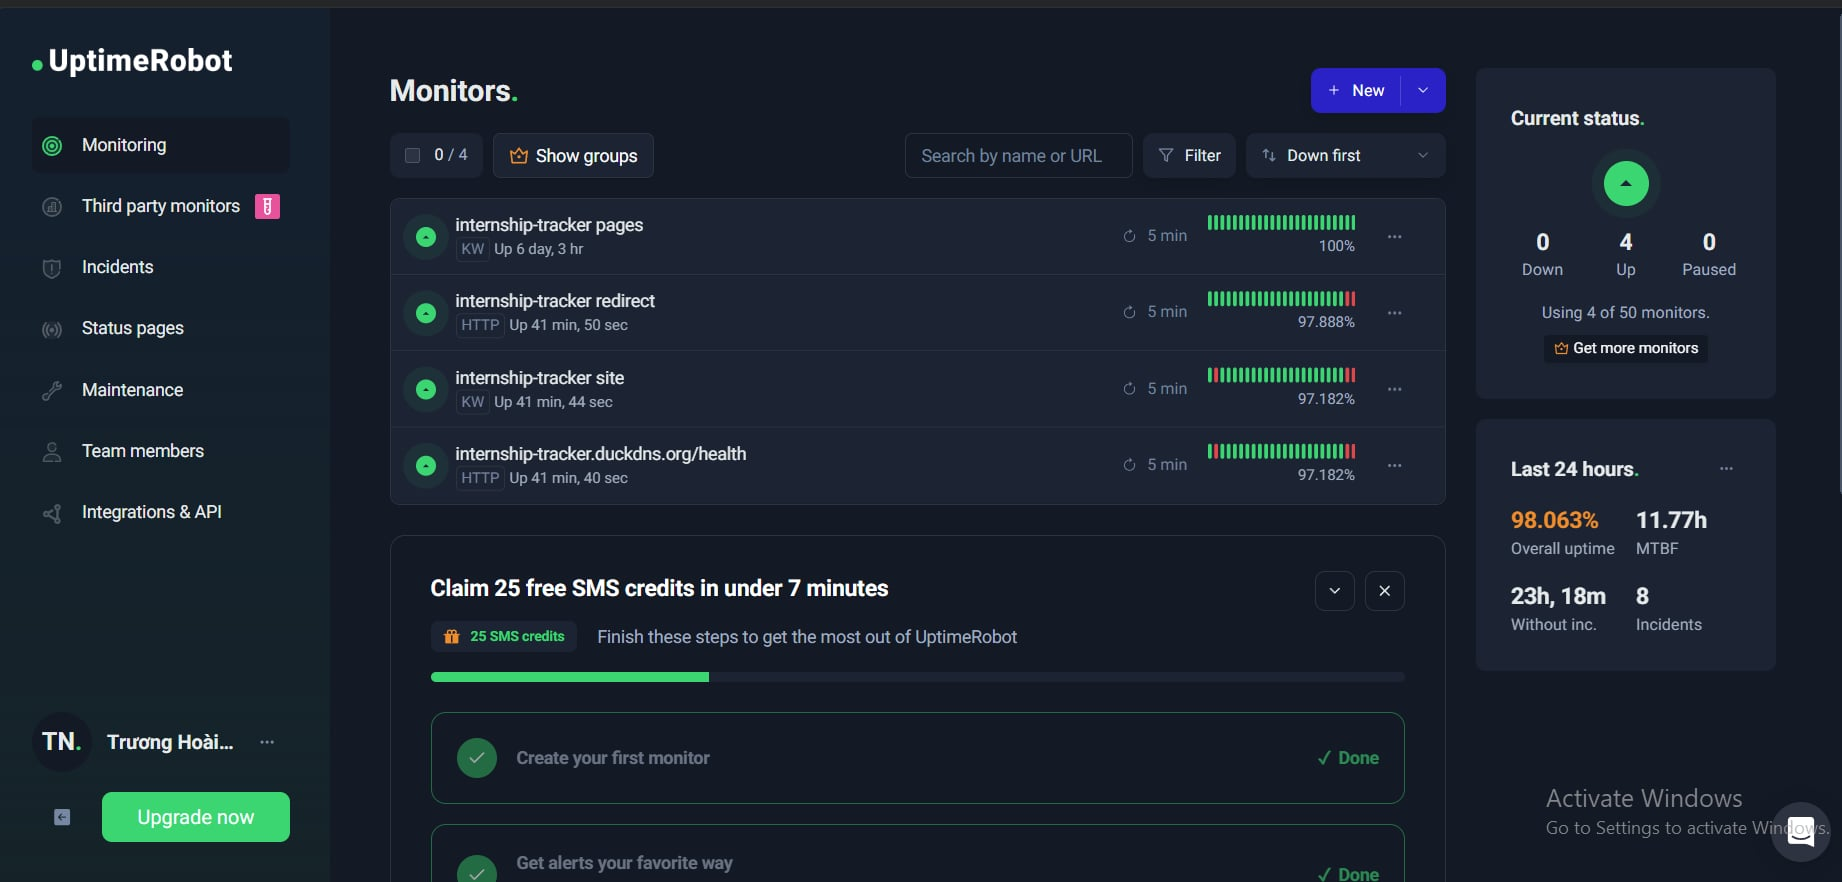 UptimeRobot
Monitoring
Third party monitors
Incidents
Status pages
Maintenance
Team members
Integrations & API
TN.
Trương Hoài...
Upgrade now
Monitors.
+ New
0 / 4
Show groups
Search by name or URL
Filter
Down first
internship-tracker pages
KW Up 6 day, 3 hr
5 min
100%
internship-tracker redirect
HTTP Up 41 min, 50 sec
5 min
97.888%
internship-tracker site
KW Up 41 min, 44 sec
5 min
97.182%
internship-tracker.duckdns.org/health
HTTP Up 41 min, 40 sec
5 min
97.182%
Claim 25 free SMS credits in under 7 minutes
25 SMS credits
Finish these steps to get the most out of UptimeRobot
Create your first monitor
✓ Done
Get alerts your favorite way
✓ Done
Current status.
0 4 0
Down Up Paused
Using 4 of 50 monitors.
Get more monitors
Last 24 hours.
98.063% 11.77h
Overall uptime MTBF
23h, 18m 8
Without inc. Incidents
Activate Windows
Go to Settings to activate Windows.